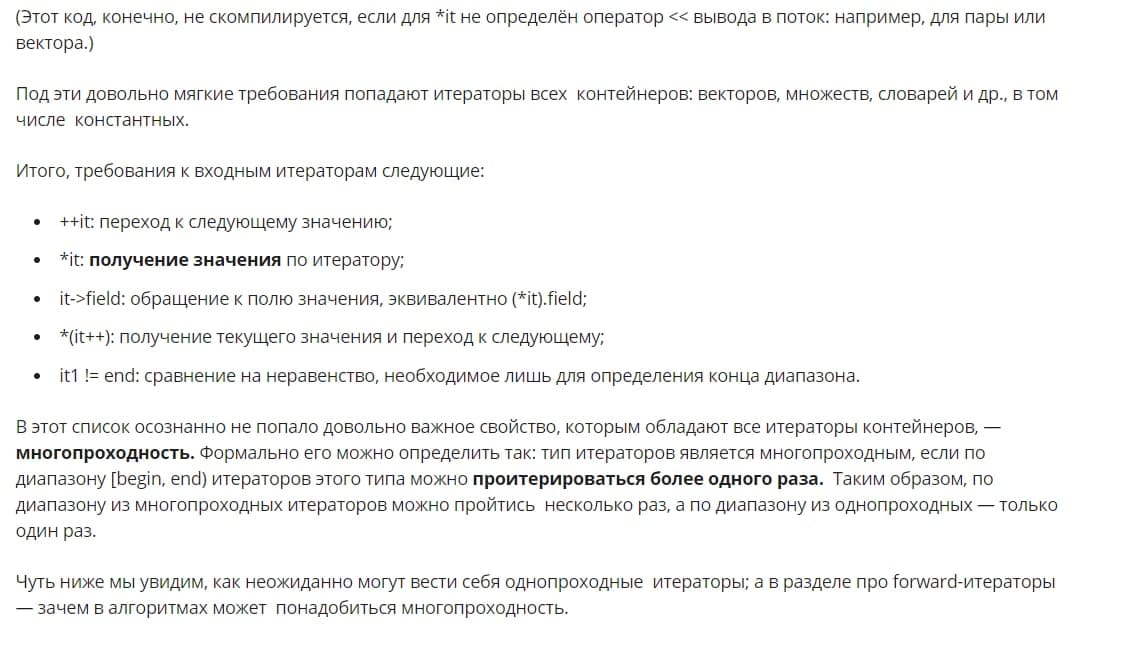 (Этот код, конечно, не скомпилируется, если для *it не определён оператор << вывода в поток: например, для пары или
вектора.)
Под эти довольно мягкие требования попадают итераторы всех контейнеров: векторов, множеств, словарей и др., в том
числе константных.
Итого, требования к входным итераторам следующие:
• ++it: переход к следующему значению;
• *it: получение значения по итератору;
• it->field: обращение к полю значения, эквивалентно (*it).field;
• *(it++): получение текущего значения и переход к следующему;
• it1 != end: сравнение на неравенство, необходимое лишь для определения конца диапазона.
В этот список осознанно не попало довольно важное свойство, которым обладают все итераторы контейнеров, —
многопроходность. Формально его можно определить так: тип итераторов является многопроходным, если по
диапазону [begin, end) итераторов этого типа можно проитерироваться более одного раза. Таким образом, по
диапазону из многопроходных итераторов можно пройтись несколько раз, а по диапазону из однопроходных — только
один раз.
Чуть ниже мы увидим, как неожиданно могут вести себя однопроходные итераторы; а в разделе про forward-итераторы
— зачем в алгоритмах может понадобиться многопроходность.